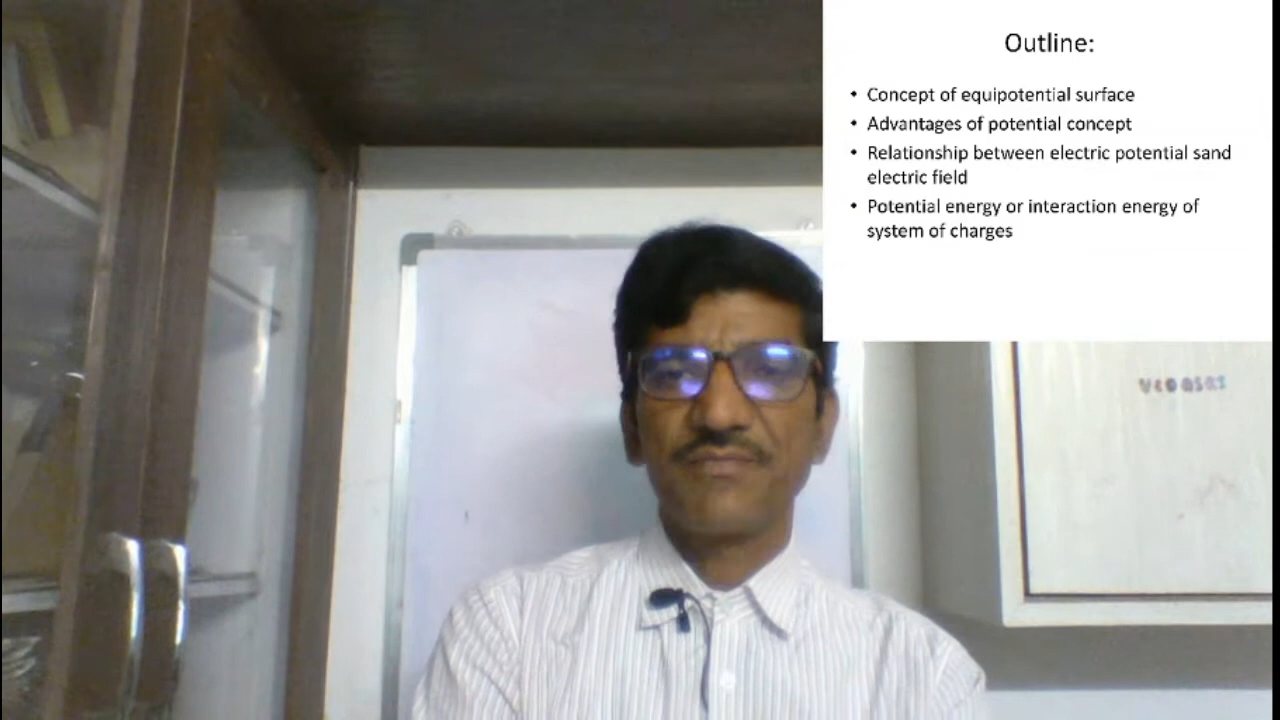 Outline:
• Concept of equipotential surface
• Advantages of potential concept
• Relationship between electric potential sand
electric field
• Potential energy or interaction energy of
system of charges